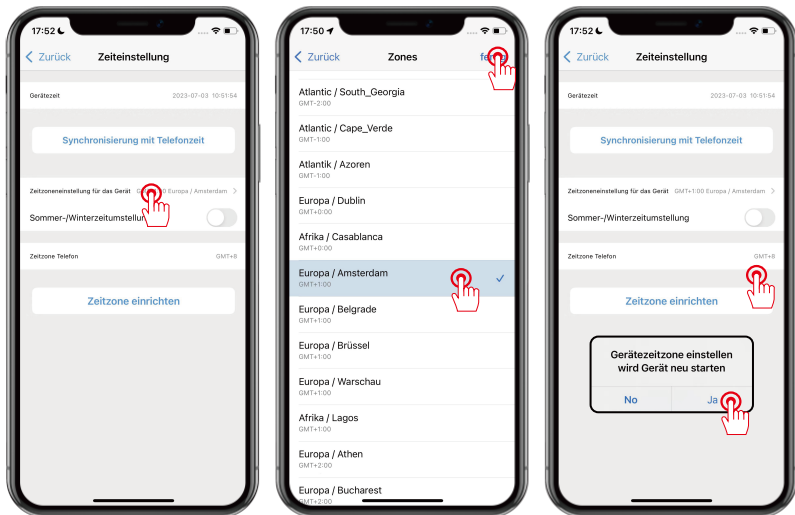 17:52
Zurück
Zeiteinstellung
Gerätezeit 2023-07-03 10:51:54
Synchronisierung mit Telefonzeit
Zeitzoneneinstellung für das Gerät Europa / Amsterdam
Sommer-/Winterzeitumstellun
Zeitzone Telefon GMT+8
Zeitzone einrichten
17:50
Zurück
Zones
Atlantic / South_Georgia
GMT-2:00
Atlantic / Cape_Verde
GMT-1:00
Atlantik / Azoren
GMT-1:00
Europa / Dublin
GMT+0:00
Afrika / Casablanca
GMT+0:00
Europa / Amsterdam
GMT+1:00
Europa / Belgrade
GMT+1:00
Europa / Brüssel
GMT+1:00
Europa / Warschau
GMT+1:00
Afrika / Lagos
GMT+1:00
Europa / Athen
GMT+2:00
Europa / Bucharest
GMT+2:00
17:52
Zurück
Zeiteinstellung
Gerätezeit 2023-07-03 10:51:54
Synchronisierung mit Telefonzeit
Zeitzoneneinstellung für das Gerät GMT+1:00 Europa / Amsterdam
Sommer-/Winterzeitumstellung
Zeitzone Telefon GMT+8
Zeitzone einrichten
Gerätezeitzone einstellen
wird Gerät neu starten
No
Ja